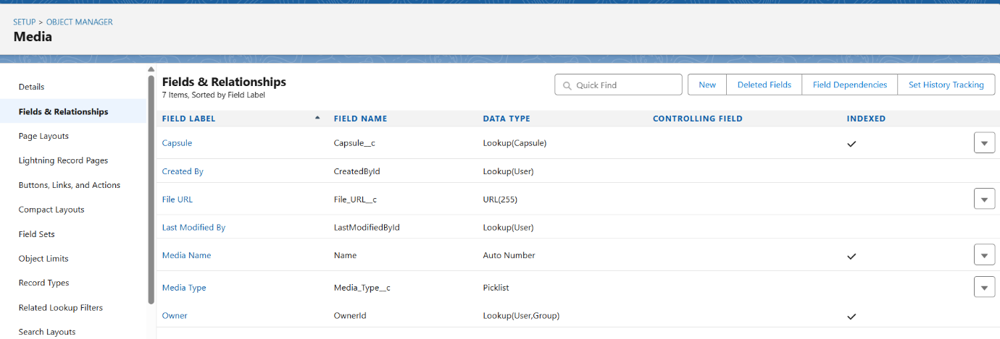 SETUP > OBJECT MANAGER
Media
Details
Fields & Relationships
Page Layouts
Lightning Record Pages
Buttons, Links, and Actions
Compact Layouts
Field Sets
Object Limits
Record Types
Related Lookup Filters
Search Layouts
Fields & Relationships
7 Items, Sorted by Field Label
Quick Find
New Deleted Fields Field Dependencies Set History Tracking
FIELD LABEL FIELD NAME DATA TYPE CONTROLLING FIELD INDEXED
Capsule Capsule__c Lookup(Capsule)
Created By CreatedById Lookup(User)
File URL File_URL__c URL(255)
Last Modified By LastModifiedById Lookup(User)
Media Name Name Auto Number
Media Type Media_Type__c Picklist
Owner OwnerId Lookup(User,Group)